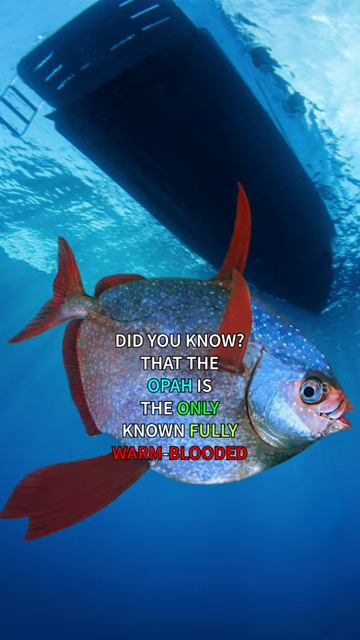 DID YOU KNOW?
THAT THE
OPAH IS
THE ONLY
KNOWN FULLY
WARM-BLOODED